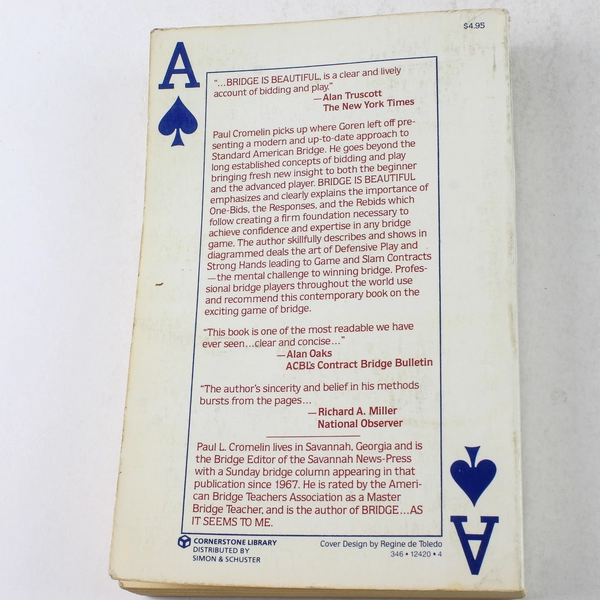 $4.95
A
"...BRIDGE IS BEAUTIFUL, is a clear and lively
account of bidding and play."
—Alan Truscott
The New York Times
Paul Cromelin picks up where Goren left off pre-
senting a modern and up-to-date approach to
Standard American Bridge. He goes beyond the
long established concepts of bidding and play
bringing fresh new insight to both the beginner
and the advanced player. BRIDGE IS BEAUTIFUL
emphasizes and clearly explains the importance of
One-Bids, the Responses, and the Rebids which
follow creating a firm foundation necessary to
achieve confidence and expertise in any bridge
game. The author skillfully describes and shows in
diagrammed deals the art of Defensive Play and
Strong Hands leading to Game and Slam Contracts
—the mental challenge to winning bridge. Profes-
sional bridge players throughout the world use
and recommend this contemporary book on the
exciting game of bridge.
"This book is one of the most readable we have
ever seen...clear and concise..."
—Alan Oaks
ACBL's Contract Bridge Bulletin
"The author's sincerity and belief in his methods
bursts from the pages...
—Richard A. Miller
National Observer
Paul L. Cromelin lives in Savannah, Georgia and is
the Bridge Editor of the Savannah News-Press
with a Sunday bridge column appearing in that
publication since 1967. He is rated by the Ameri-
can Bridge Teachers Association as a Master
Bridge Teacher, and is the author of BRIDGE...AS
IT SEEMS TO ME.
CORNERSTONE LIBRARY
DISTRIBUTED BY
SIMON & SCHUSTER
Cover Design by Regine de Toledo
346 • 12420 • 4
A